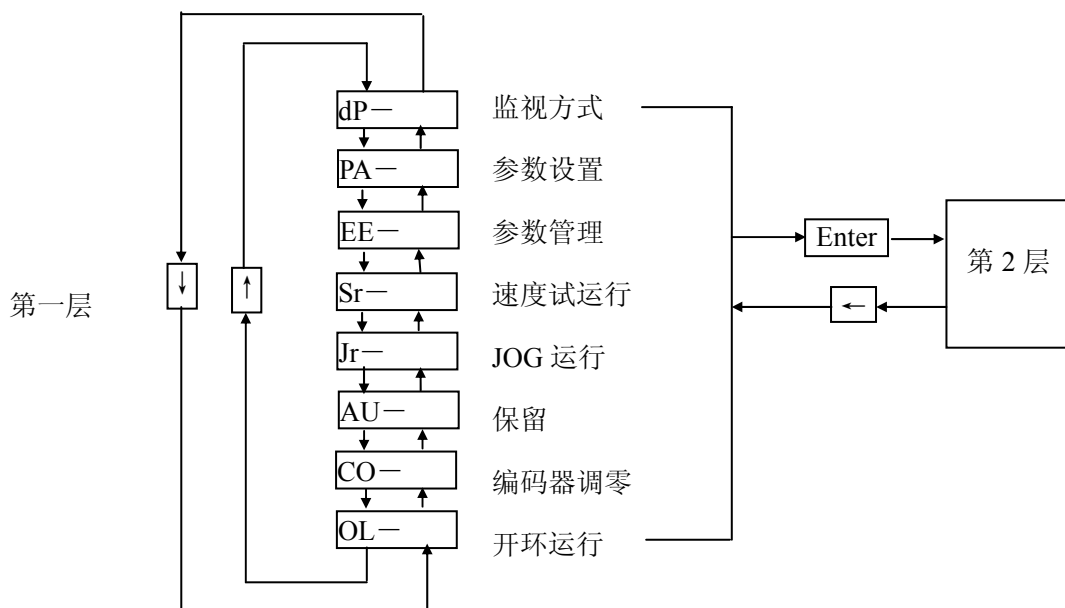 dP－ 监视方式
PA－ 参数设置
EE－ 参数管理
Enter
第 2 层
↓
↑
Sr－ 速度试运行
←
第一层
Jr－ JOG 运行
AU－ 保留
CO－ 编码器调零
OL－ 开环运行